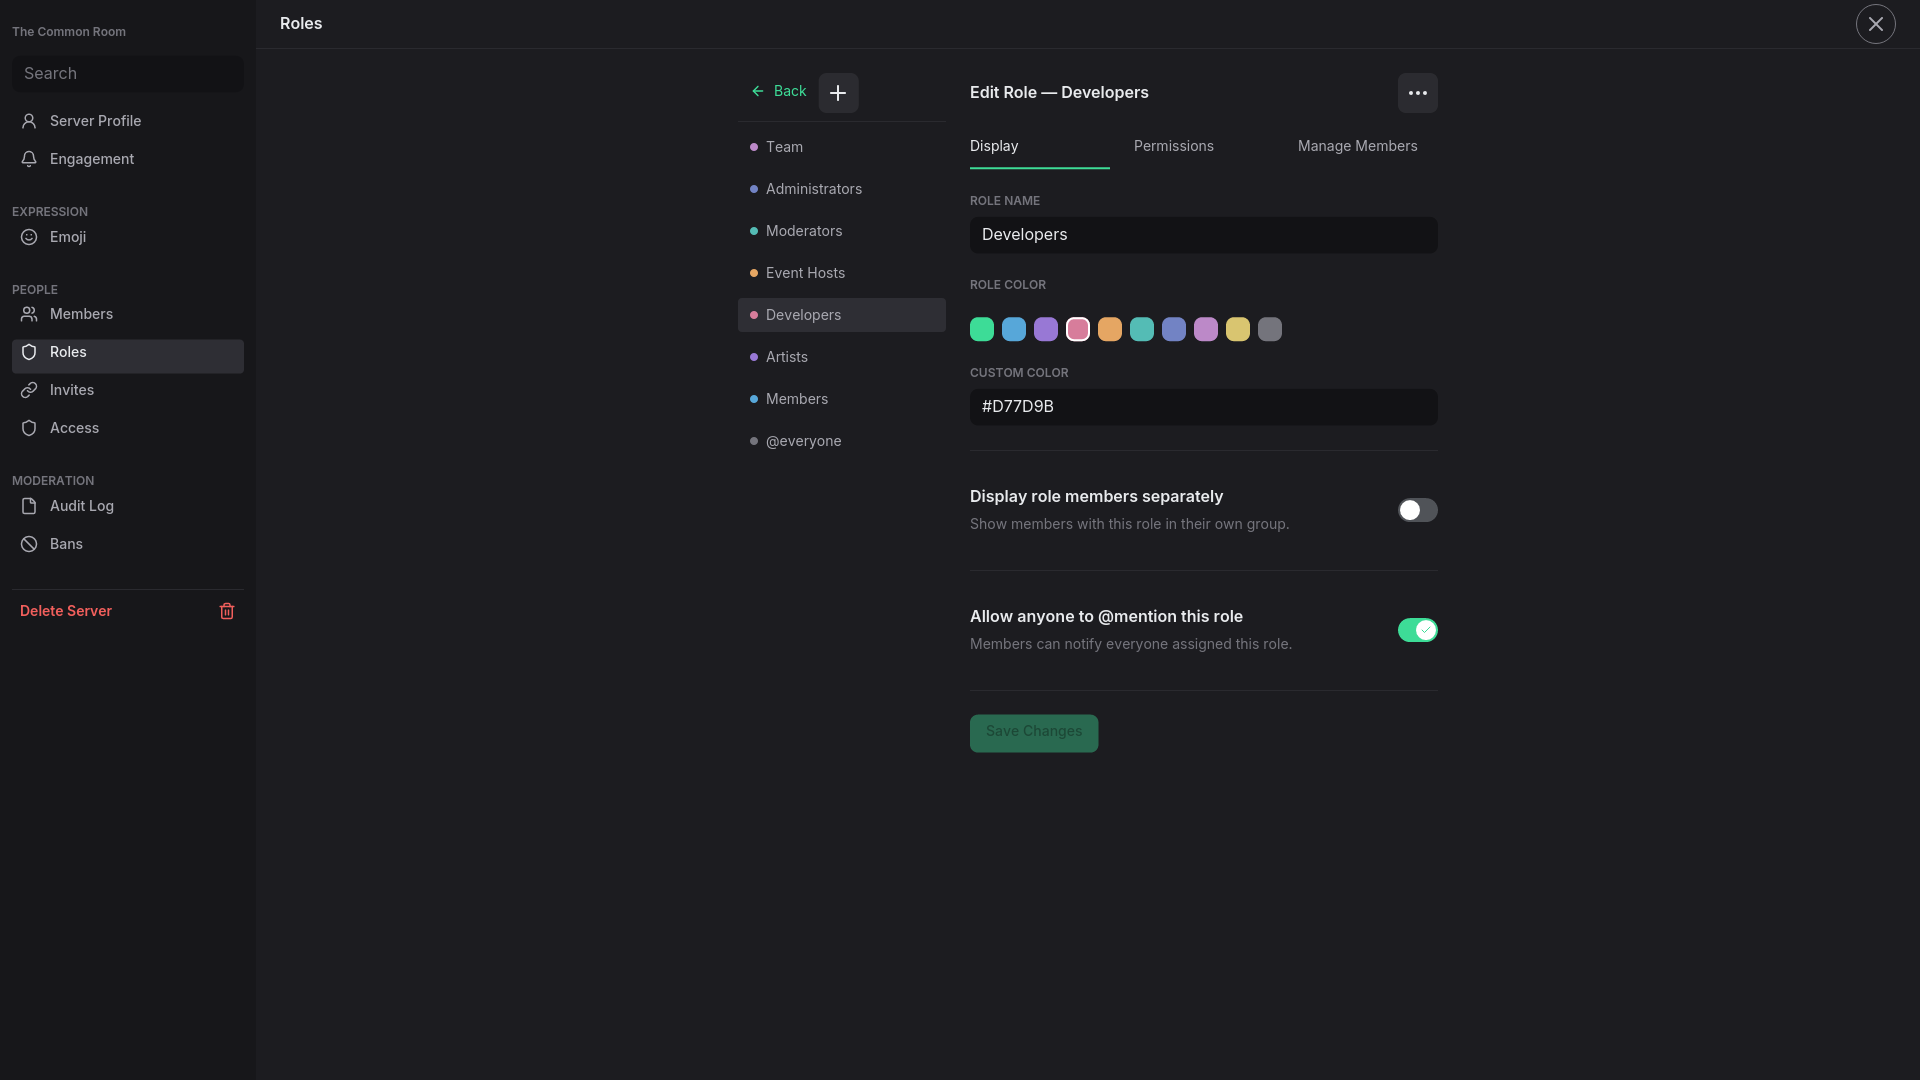 The Common Room
Search
Server Profile
Engagement
EXPRESSION
Emoji
PEOPLE
Members
Roles
Invites
Access
MODERATION
Audit Log
Bans
Delete Server
Roles
Back
Team
Administrators
Moderators
Event Hosts
Developers
Artists
Members
@everyone
Edit Role — Developers
Display Permissions Manage Members
ROLE NAME
Developers
ROLE COLOR
CUSTOM COLOR
#D77D9B
Display role members separately
Show members with this role in their own group.
Allow anyone to @mention this role
Members can notify everyone assigned this role.
Save Changes